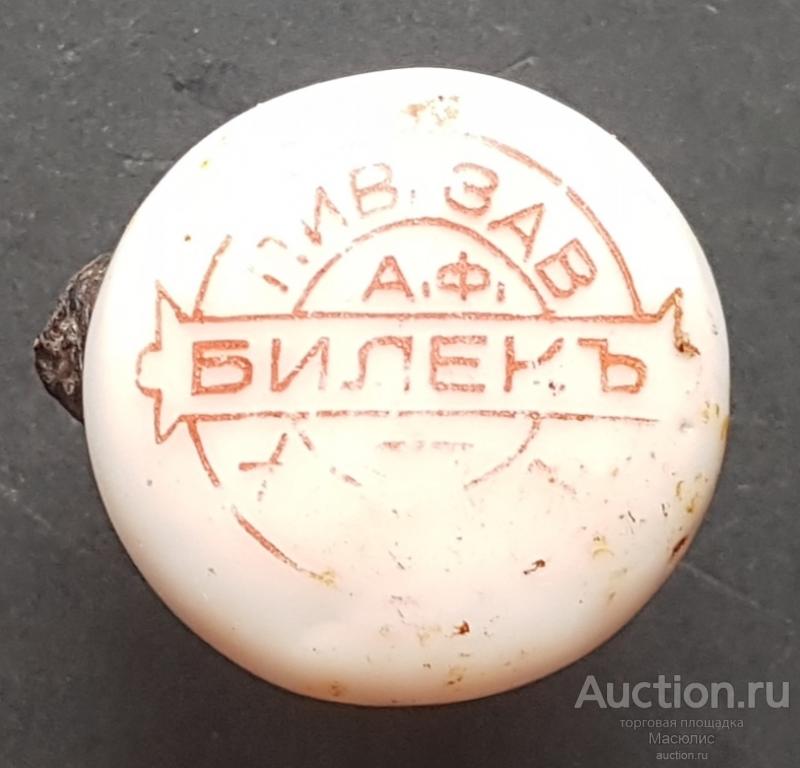 ПИВ. ЗАВ
А.Ф.
БИЛЕКЪ
Auction.ru
торговая площадка
Масюлис
auction.ru